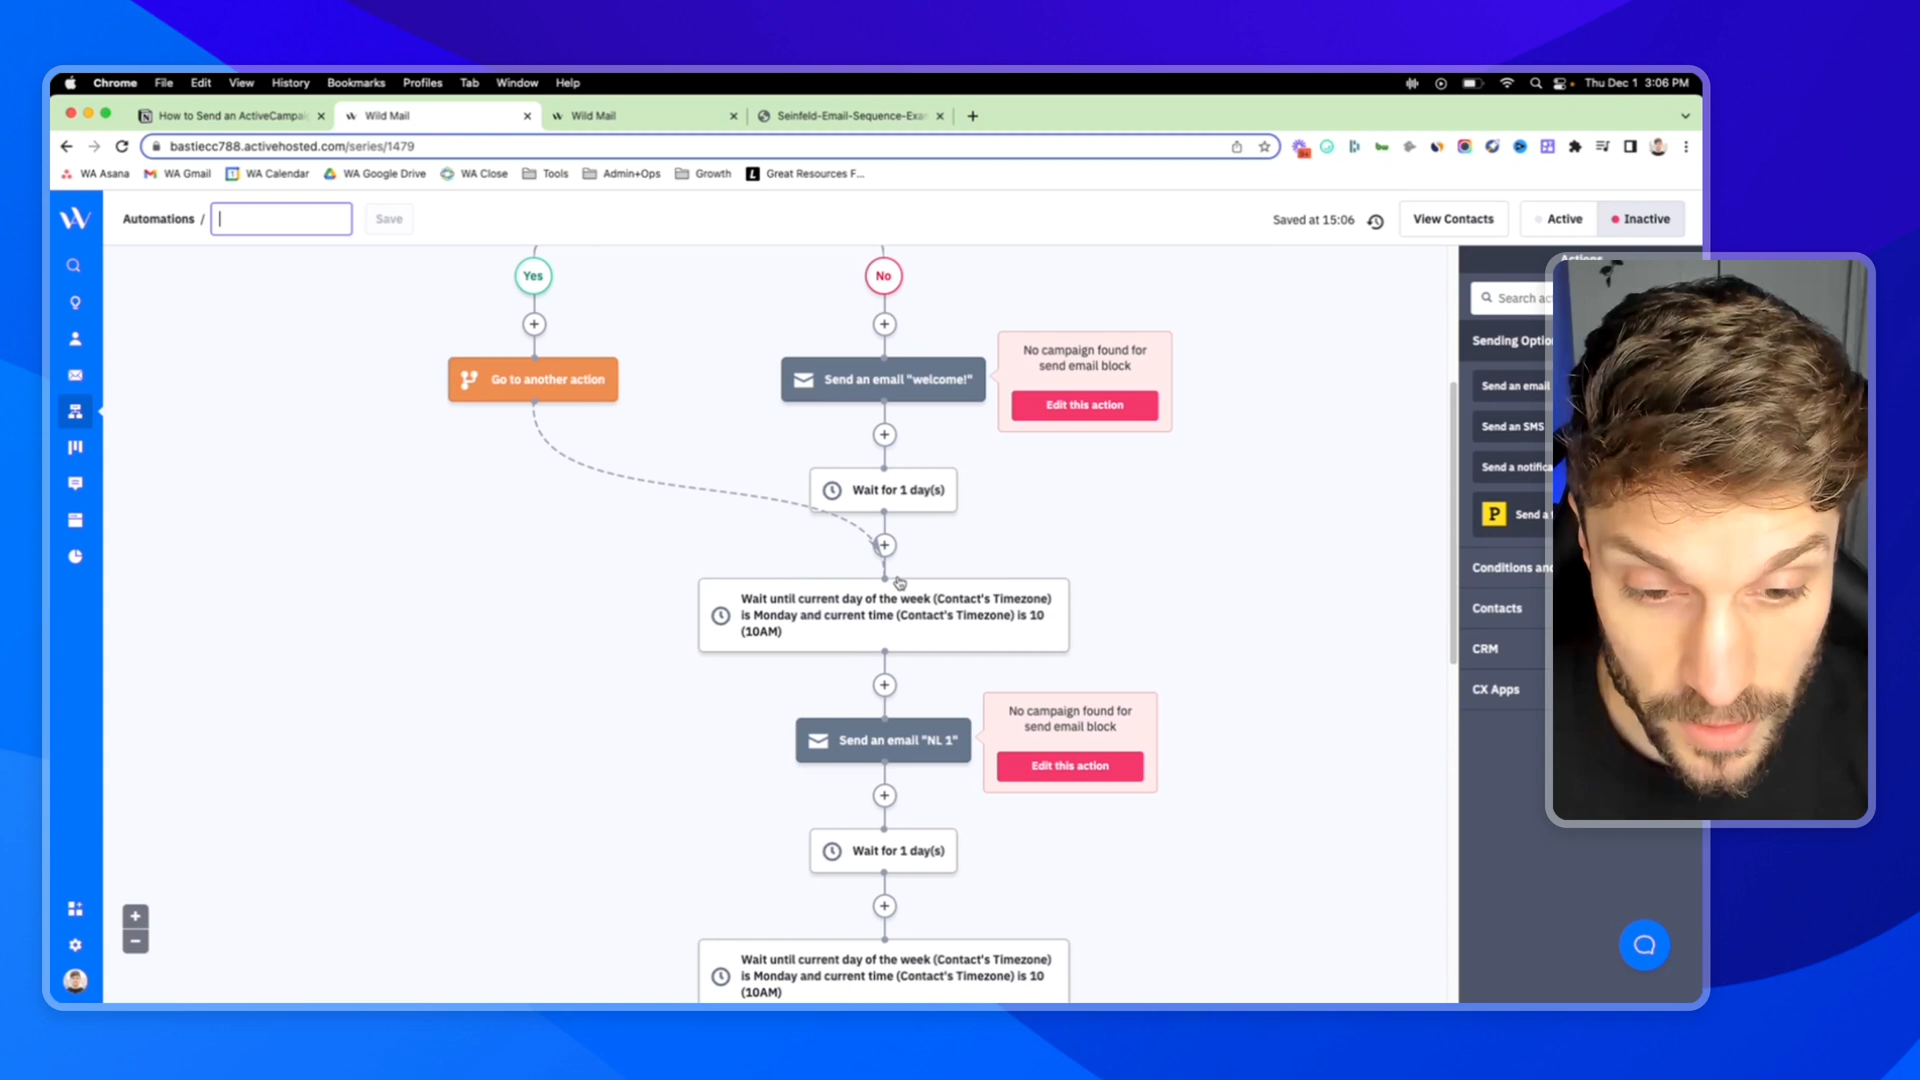 Chrome File Edit View History Bookmarks Profiles Tab Window Help Thu Dec 1 3:06 PM
How to Send an ActiveCampai Wild Mail Wild Mail Seinfeld-Email-Sequence-Exa
bastiecc788.activehosted.com/series/1479
WA Asana WA Gmail WA Calendar WA Google Drive WA Close Tools Admin+Ops Growth Great Resources F...
Automations / Save Saved at 15:06 View Contacts Active Inactive
Actions
Yes No
Search ac
Sending Optio
No campaign found for
send email block
Go to another action
Send an email "welcome!"
Edit this action
Send an email
Send an SMS
Send a notifica
Wait for 1 day(s)
P Send a
Conditions and
Wait until current day of the week (Contact's Timezone)
is Monday and current time (Contact's Timezone) is 10
(10AM)
Contacts
CRM
CX Apps
No campaign found for
send email block
Send an email "NL 1"
Edit this action
Wait for 1 day(s)
Wait until current day of the week (Contact's Timezone)
is Monday and current time (Contact's Timezone) is 10
(10AM)